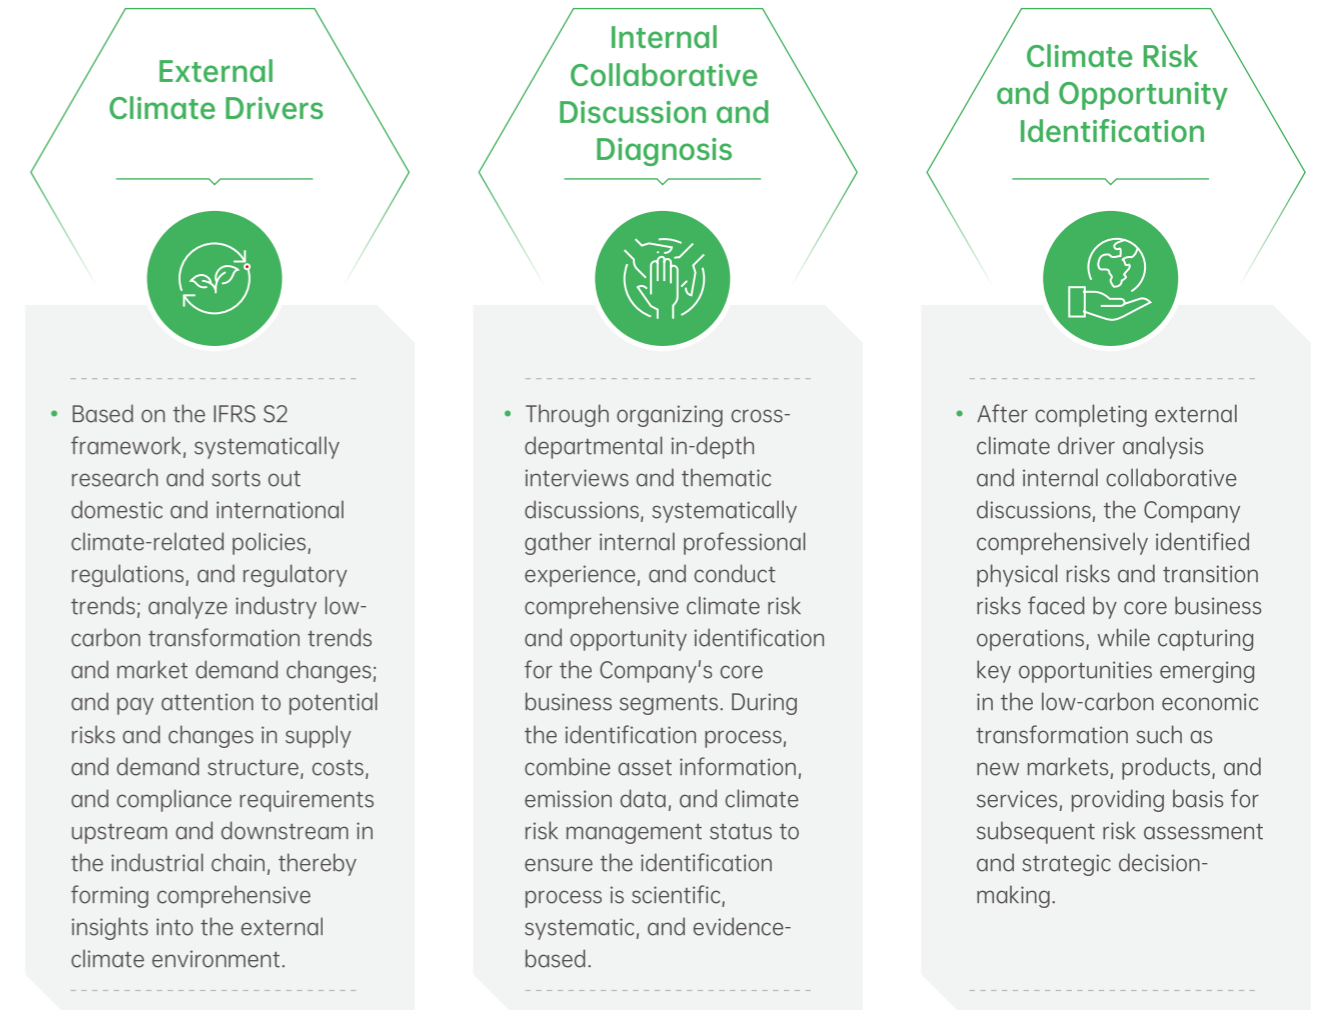 External
Climate Drivers
• Based on the IFRS S2
framework, systematically
research and sorts out
domestic and international
climate-related policies,
regulations, and regulatory
trends; analyze industry low-
carbon transformation trends
and market demand changes;
and pay attention to potential
risks and changes in supply
and demand structure, costs,
and compliance requirements
upstream and downstream in
the industrial chain, thereby
forming comprehensive
insights into the external
climate environment.
Internal
Collaborative
Discussion and
Diagnosis
• Through organizing cross-
departmental in-depth
interviews and thematic
discussions, systematically
gather internal professional
experience, and conduct
comprehensive climate risk
and opportunity identification
for the Company's core
business segments. During
the identification process,
combine asset information,
emission data, and climate
risk management status to
ensure the identification
process is scientific,
systematic, and evidence-
based.
Climate Risk
and Opportunity
Identification
• After completing external
climate driver analysis
and internal collaborative
discussions, the Company
comprehensively identified
physical risks and transition
risks faced by core business
operations, while capturing
key opportunities emerging
in the low-carbon economic
transformation such as
new markets, products, and
services, providing basis for
subsequent risk assessment
and strategic decision-
making.